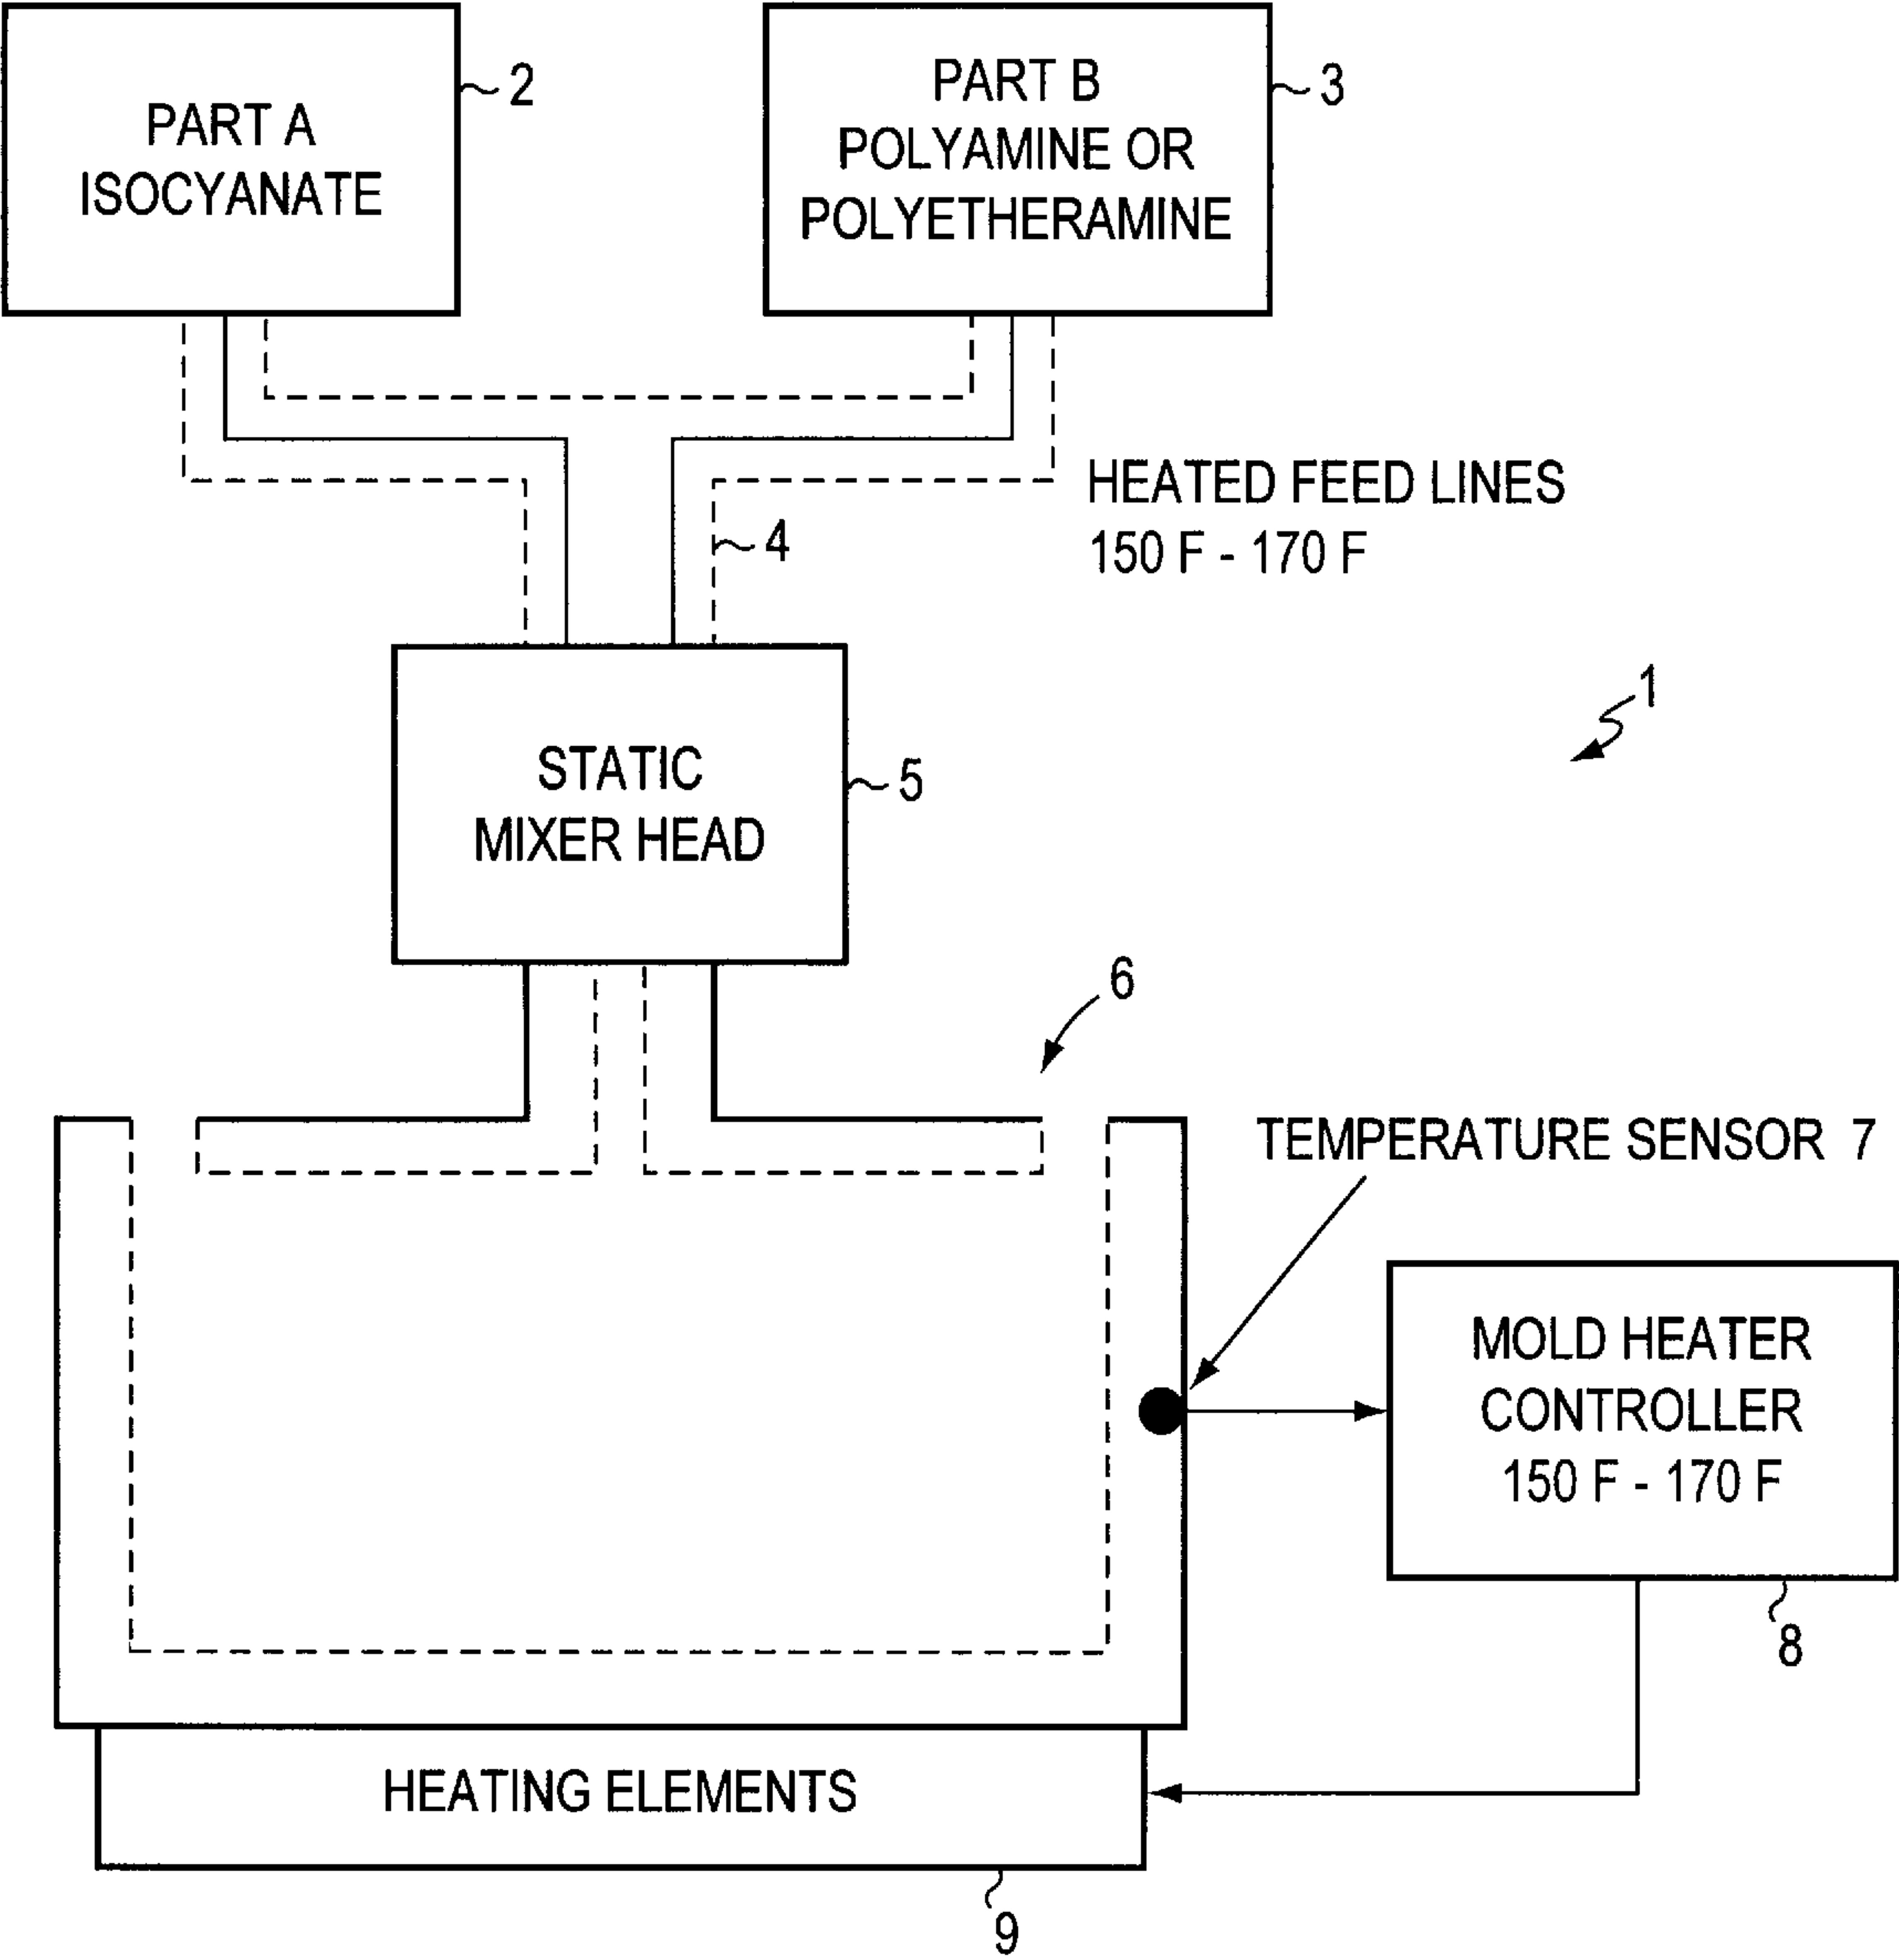 PART A
ISOCYANATE
2
PART B
POLYAMINE OR
POLYETHERAMINE
3
HEATED FEED LINES
150 F - 170 F
4
STATIC
MIXER HEAD
5
1
6
TEMPERATURE SENSOR 7
MOLD HEATER
CONTROLLER
150 F - 170 F
8
HEATING ELEMENTS
9